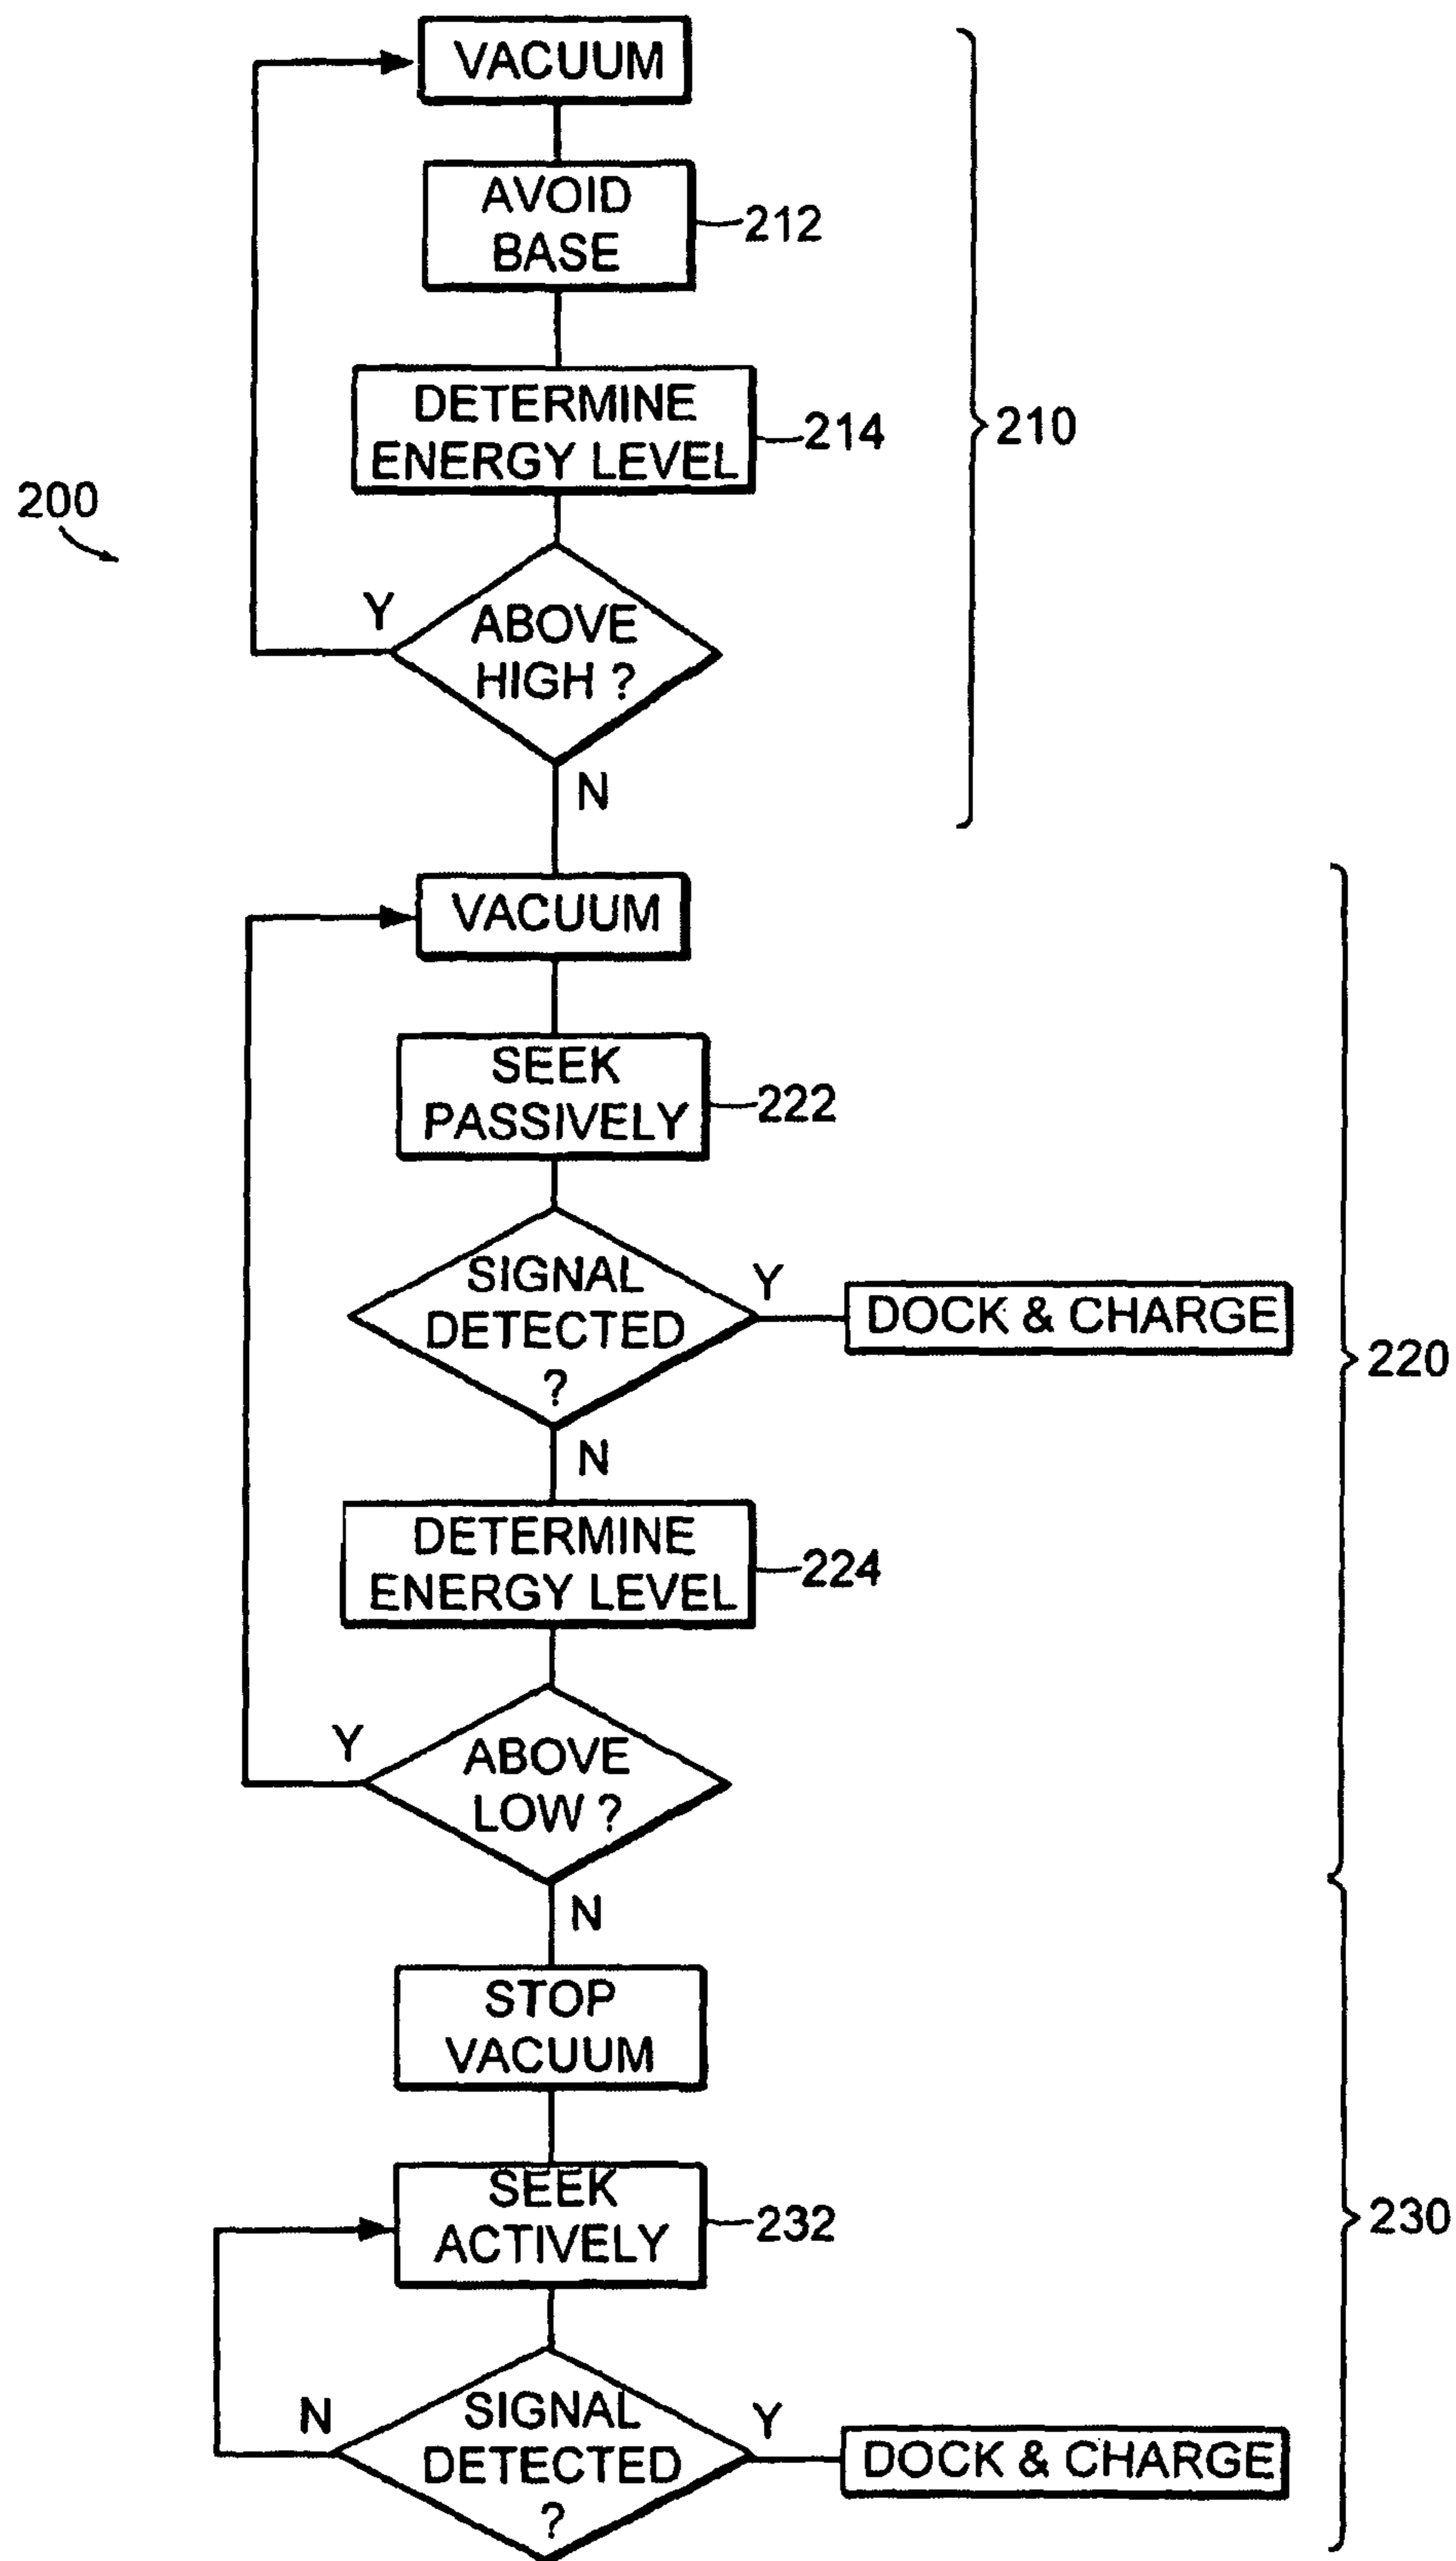 VACUUM
AVOID
BASE
212
DETERMINE
ENERGY LEVEL
214
210
200
Y
ABOVE
HIGH ?
N
VACUUM
SEEK
PASSIVELY
222
SIGNAL
DETECTED
?
Y
DOCK & CHARGE
220
N
DETERMINE
ENERGY LEVEL
224
Y
ABOVE
LOW ?
N
STOP
VACUUM
SEEK
ACTIVELY
232
230
N
SIGNAL
DETECTED
?
Y
DOCK & CHARGE